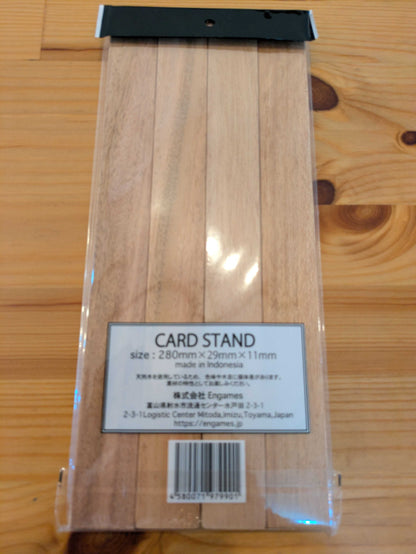 CARD STAND
size : 280mm×29mm×11mm
made in Indonesia
天然木を使用しているため、色味や木目に個体差があります。
素材の特性としてお楽しみください。
株式会社 Engames
富山県射水市流通センター水戸田 2-3-1
2-3-1Logistic Center Mitoda,Imizu,Toyama,Japan
https://engames.jp
4 580071 979901